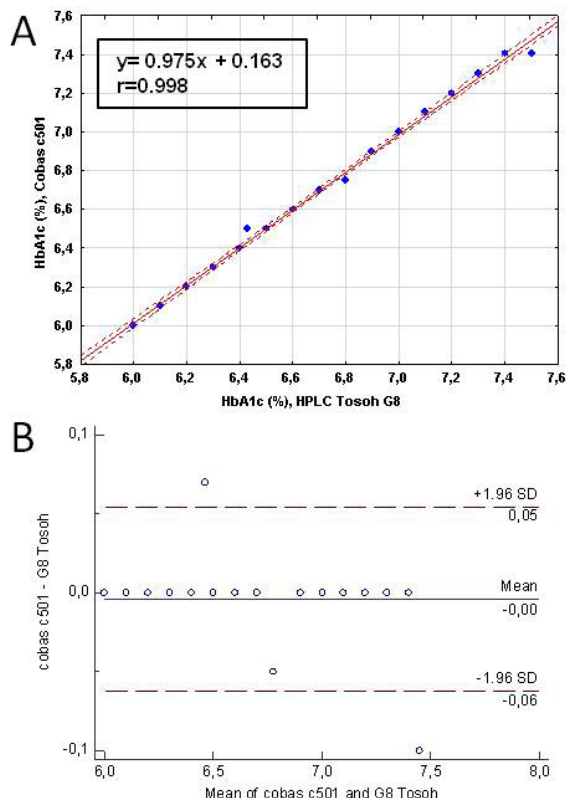 A
y= 0.975x + 0.163
r=0.998
HbA1c (%), Cobas c501
7,6
7,4
7,2
7,0
6,8
6,6
6,4
6,2
6,0
5,8
5,8 6,0 6,2 6,4 6,6 6,8 7,0 7,2 7,4 7,6
HbA1c (%), HPLC Tosoh G8
B
cobas c501 - G8 Tosoh
0,1
0,0
-0,1
+1.96 SD
0,05
Mean
-0,00
-1.96 SD
-0,06
6,0 6,5 7,0 7,5 8,0
Mean of cobas c501 and G8 Tosoh